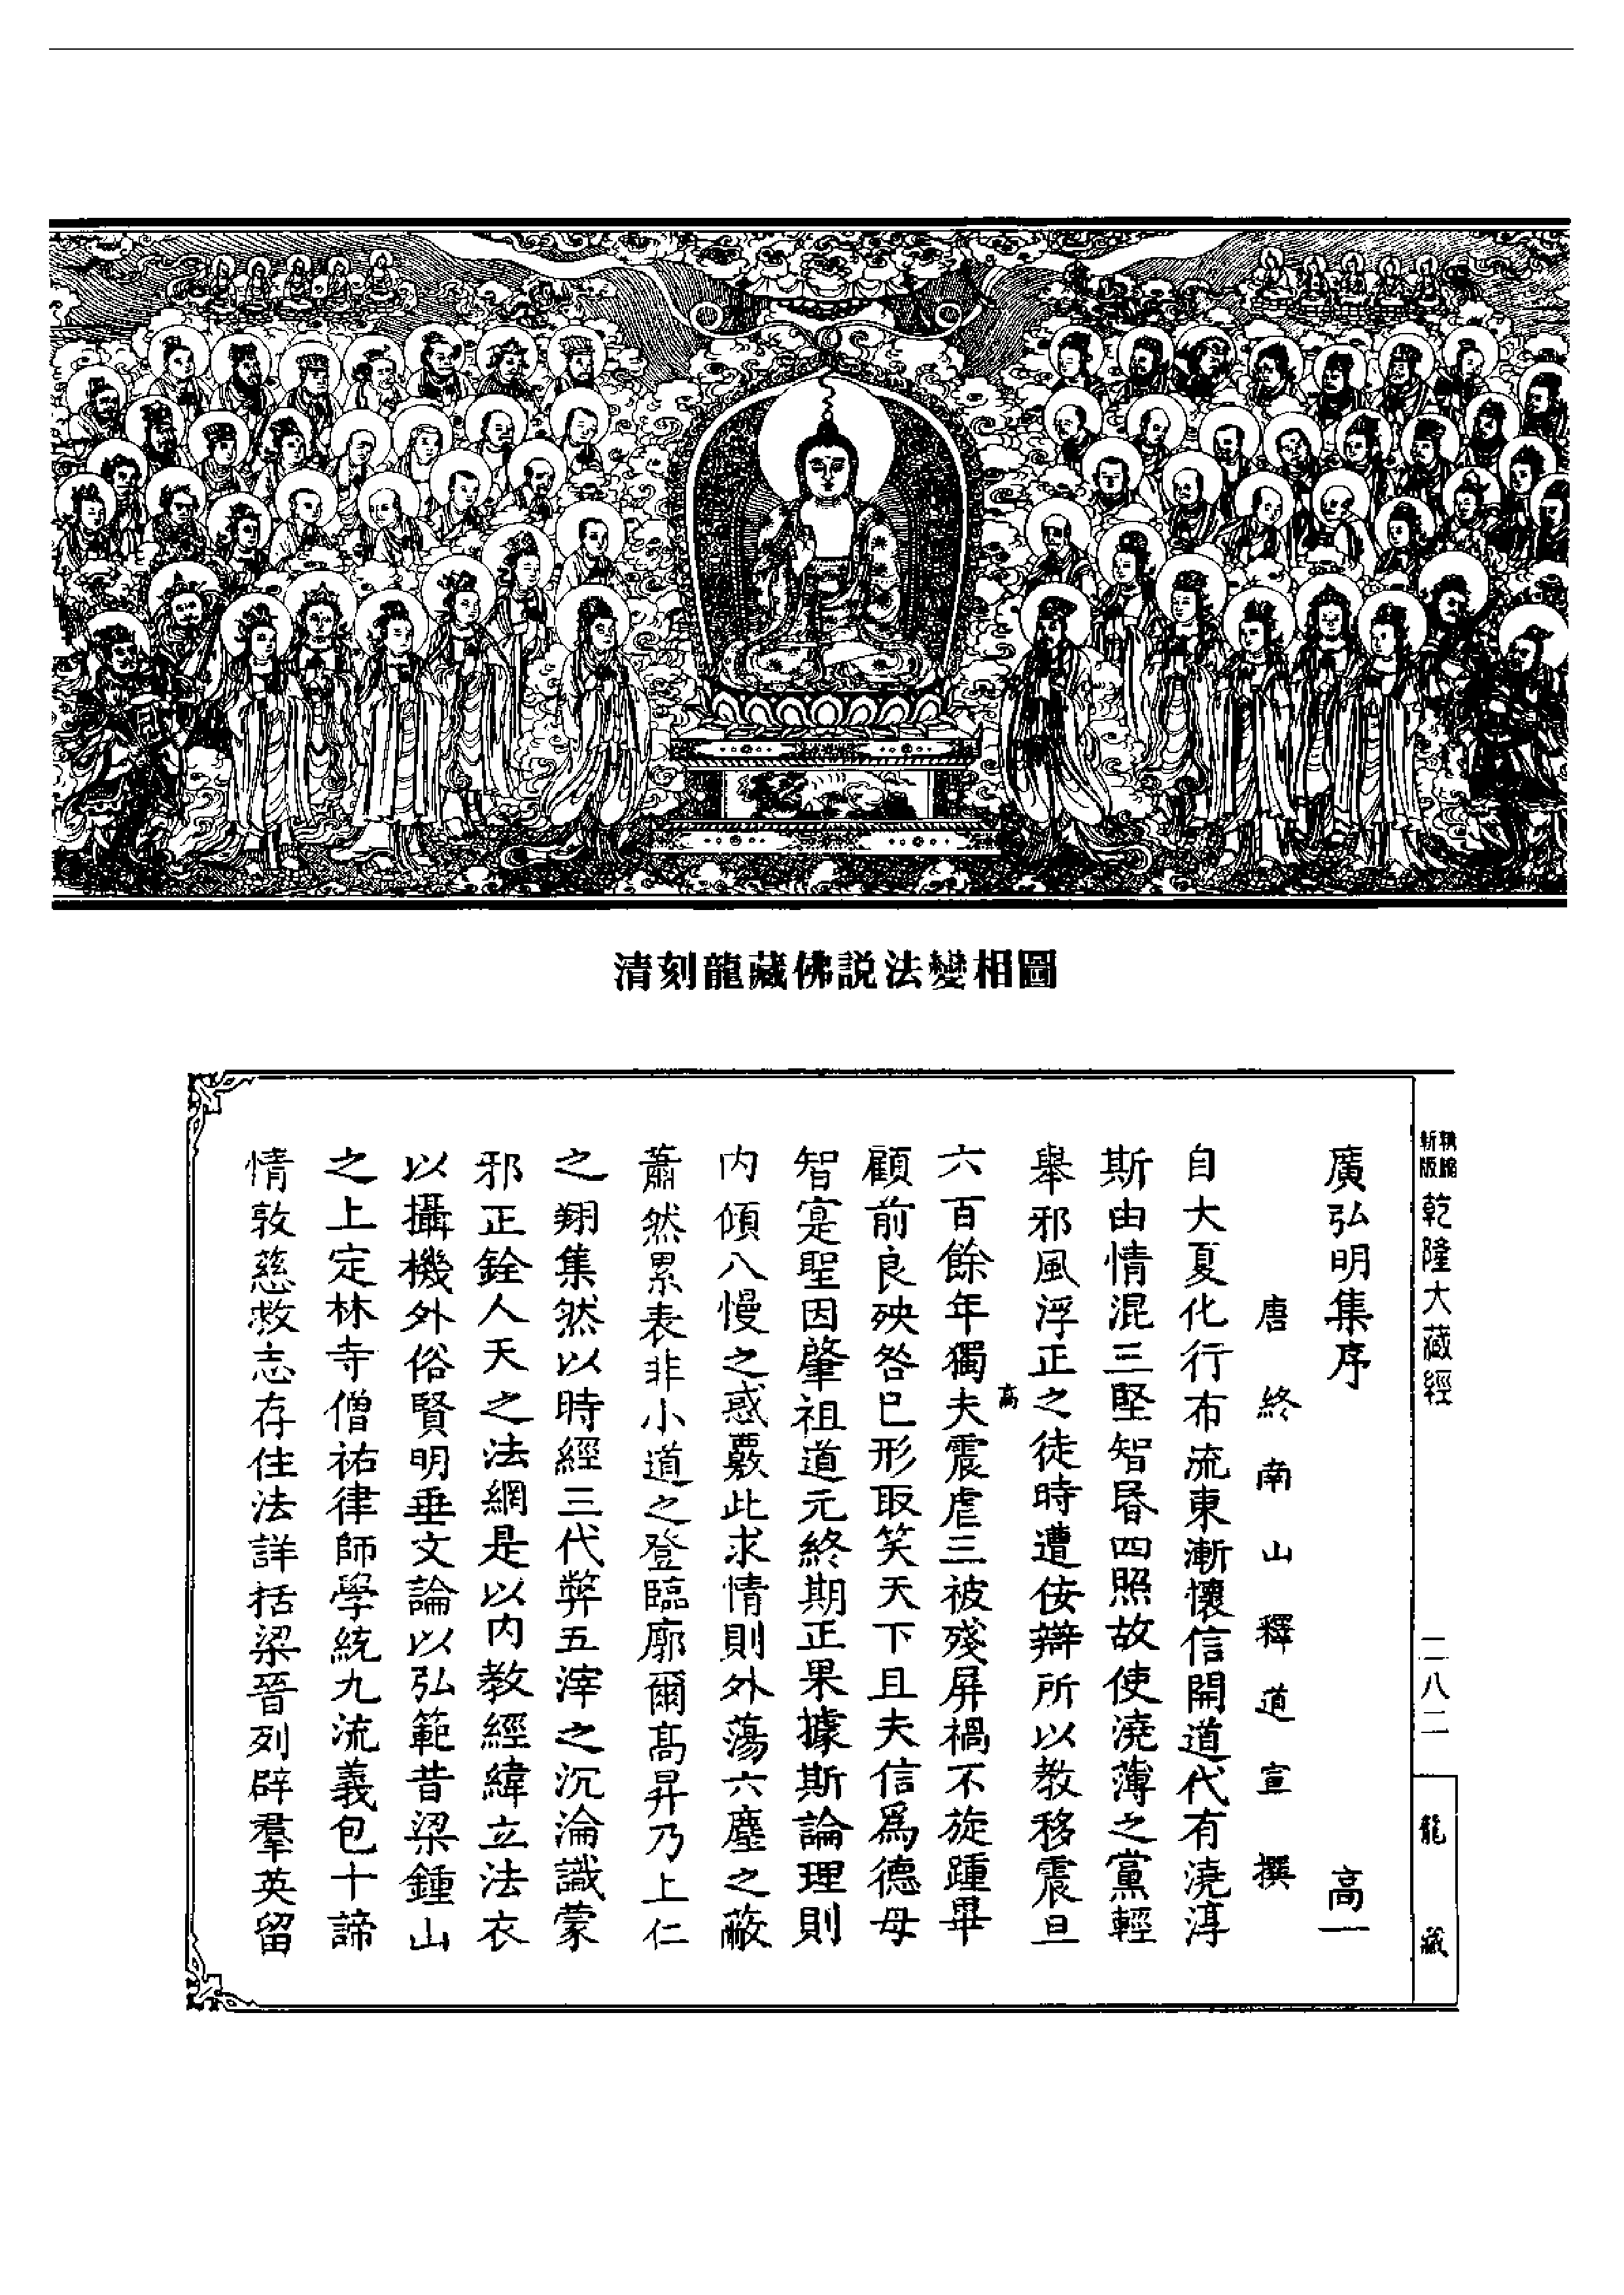 清刻龍藏佛説法變相圖
新版
乾隆大藏經
二八二
龍藏
廣弘明集序 高一
唐終南山釋道宣撰
自大夏化行布流東漸懷信開道代有澆淳
斯由情混三堅智昏四照故使澆薄之黨輕
舉邪風浮正之徒時遭佞辯所以教移震旦
高
六百餘年獨夫震虐三被殘屏禍不旋踵畢
顧前良殃咎已形取笑天下且夫信爲德母
智寔聖因肇祖道元終期正果據斯論理則
内傾八慢之惑覈此求情則外蕩六塵之蔽
蕭然累表非小道之登臨廓爾高昇乃上仁
之翔集然以時經三代弊五滓之沉淪識蒙
邪正銓人天之法網是以内教經緯立法衣
以攝機外俗賢明垂文論以弘範昔梁鍾山
之上定林寺僧祐律師學統九流義包十諦
情敦慈救志存住法詳括梁晉列辟羣英留